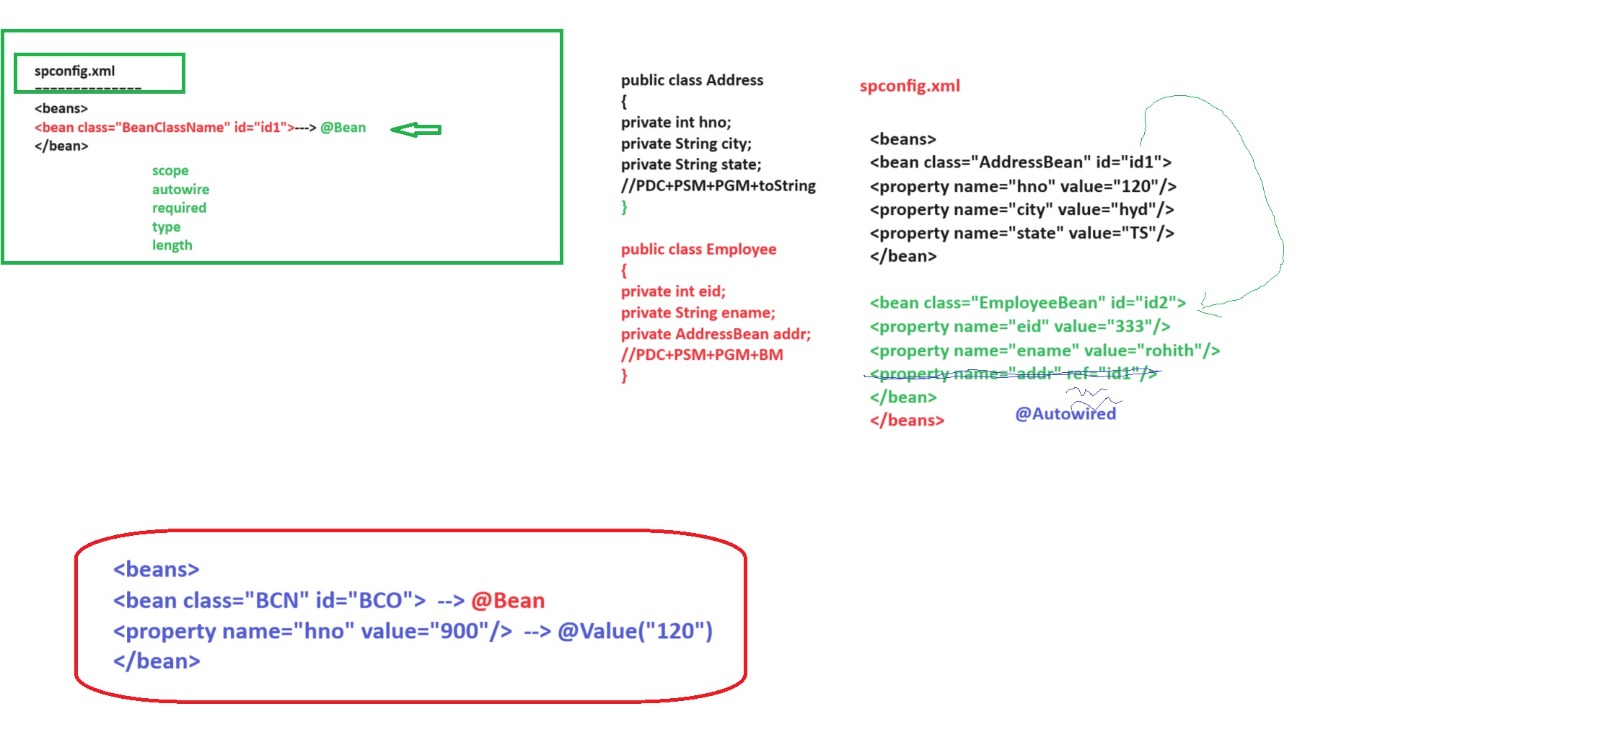 spconfig.xml
---------------
<beans>
<bean class="BeanClassName" id="id1">---> @Bean
</bean>
scope
autowire
required
type
length
public class Address
{
private int hno;
private String city;
private String state;
//PDC+PSM+PGM+toString
}
public class Employee
{
private int eid;
private String ename;
private AddressBean addr;
//PDC+PSM+PGM+BM
}
spconfig.xml
<beans>
<bean class="AddressBean" id="id1">
<property name="hno" value="120"/>
<property name="city" value="hyd"/>
<property name="state" value="TS"/>
</bean>
<bean class="EmployeeBean" id="id2">
<property name="eid" value="333"/>
<property name="ename" value="rohith"/>
<property name="addr" ref="id1"/>
</bean>
@Autowired
</beans>
<beans>
<bean class="BCN" id="BCO"> --> @Bean
<property name="hno" value="900"/> --> @Value("120")
</bean>